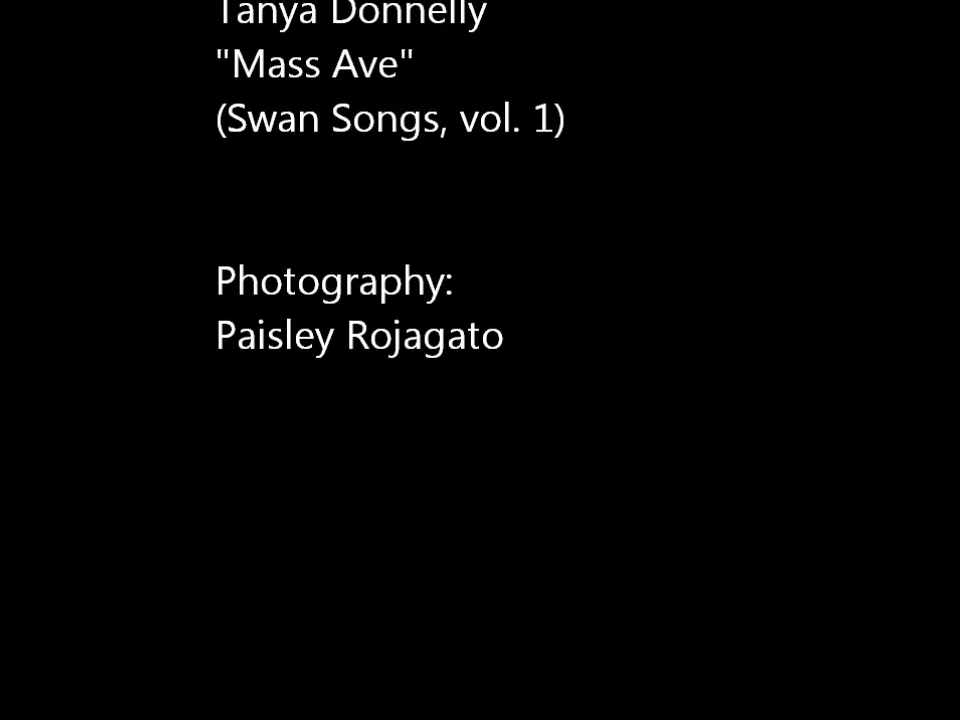 Tanya Donnelly
"Mass Ave"
(Swan Songs, vol. 1)
Photography:
Paisley Rojagato